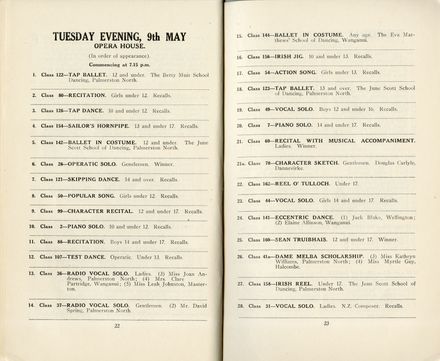 TUESDAY EVENING, 9th MAY
OPERA HOUSE.
(In order of appearance)
Commencing at 7.15 p.m.
1. Class 122—TAP BALLET. 12 and under. The Betty Muir School
Dancing, Palmerston North.
2. Class 80—RECITATION. Girls under 12. Recalls.
3. Class 126—TAP DANCE. 10 and under 12. Recalls.
4. Class 154—SAILOR'S HORNPIPE. 13 and under 17. Recalls.
5. Class 142—BALLET IN COSTUME. 12 and under. The June
Scott School of Dancing, Palmerston North.
6. Class 26—OPERATIC SOLO. Gentlemen. Winner.
7. Class 121—SKIPPING DANCE. 14 and over. Recalls.
8. Class 50—POPULAR SONG. Girls under 12. Recalls.
9. Class 99—CHARACTER RECITAL. 12 and under 17. Recalls.
10. Class 2—PIANO SOLO. 10 and under 12. Recalls.
11. Class 88—RECITATION. Boys 14 and under 17. Recalls.
12. Class 107—TEST DANCE. Operatic. Under 13. Recalls.
13. Class 36—RADIO VOCAL SOLO. Ladies. (3) Miss Joan An-
drews, Palmerston North; (4) Mrs. Clare
Partridge, Wanganui; (5) Miss Leah Johnston, Master-
ton.
14. Class 37—RADIO VOCAL SOLO. Gentlemen. (2) Mr. David
Spring, Palmerston North
22
15. Class 144—BALLET IN COSTUME. Any age. The Eva Mat-
thews' School of Dancing, Wanganui.
16. Class 158—IRISH JIG. 10 and under 13. Recalls.
17. Class 54—ACTION SONG. Girls under 13. Recalls.
18. Class 123—TAP BALLET. 13 and over. The June Scott School
of Dancing, Palmerston North.
19. Class 49—VOCAL SOLO. Boys 12 and under 16. Recalls.
20. Class 7—PIANO SOLO. 14 and under 17. Recalls.
21. Class 60—RECITAL WITH MUSICAL ACCOMPANIMENT.
Ladies. Winner.
21a. Class 70—CHARACTER SKETCH. Gentlemen. Douglas Carlyle,
Dannevirke.
22. Class 162—REEL O' TULLOCH. Under 17.
23. Class 44—VOCAL SOLO. Girls 14 and under 17. Recalls.
24. Class 141—ECCENTRIC DANCE. (1) Jack Blake, Wellington;
(2) Elaine Allison, Wanganui
25. Class 160—SEAN TRUIBHAIS. 12 and under 17. Winner.
26. Class 41—DAME MELBA SCHOLARSHIP. (3) Miss Kathryn
Williams, Palmerston North; (4) Miss Myrtle Guy,
Halcombe.
27. Class 158—IRISH REEL. Under 17. The June Scott School of
Dancing, Palmerston North.
28. Class 31—VOCAL SOLO. Ladies. N.Z. Composer. Recalls.
23